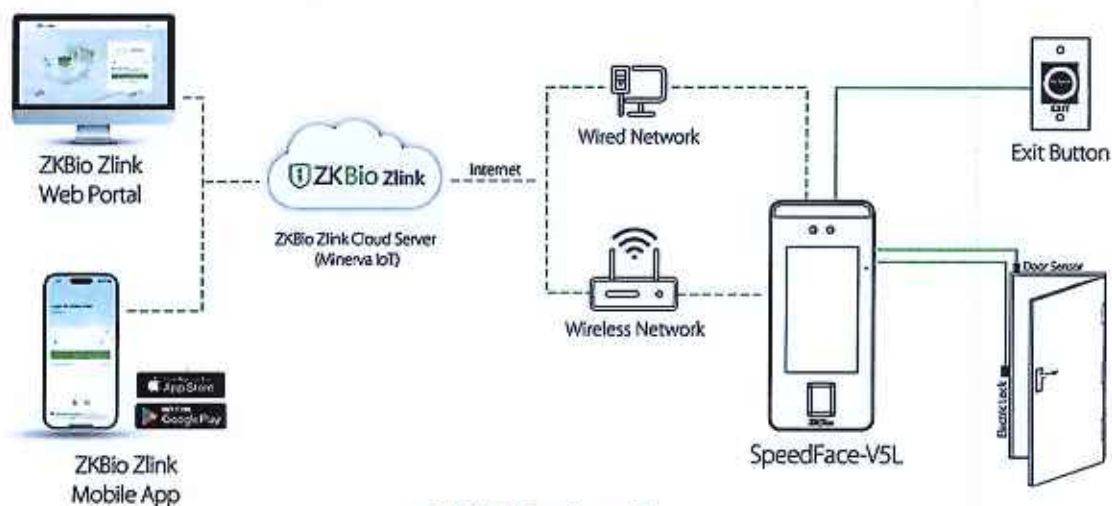 ZKBio Zlink
Web Portal
ZKBio Zlink
ZKBio Zlink Cloud Server
(Minerva IoT)
Internet
Wired Network
Wireless Network
EXIT
Exit Button
Door Sensor
Electric Lock
SpeedFace-V5L
App Store
Google Play
ZKBio Zlink
Mobile App